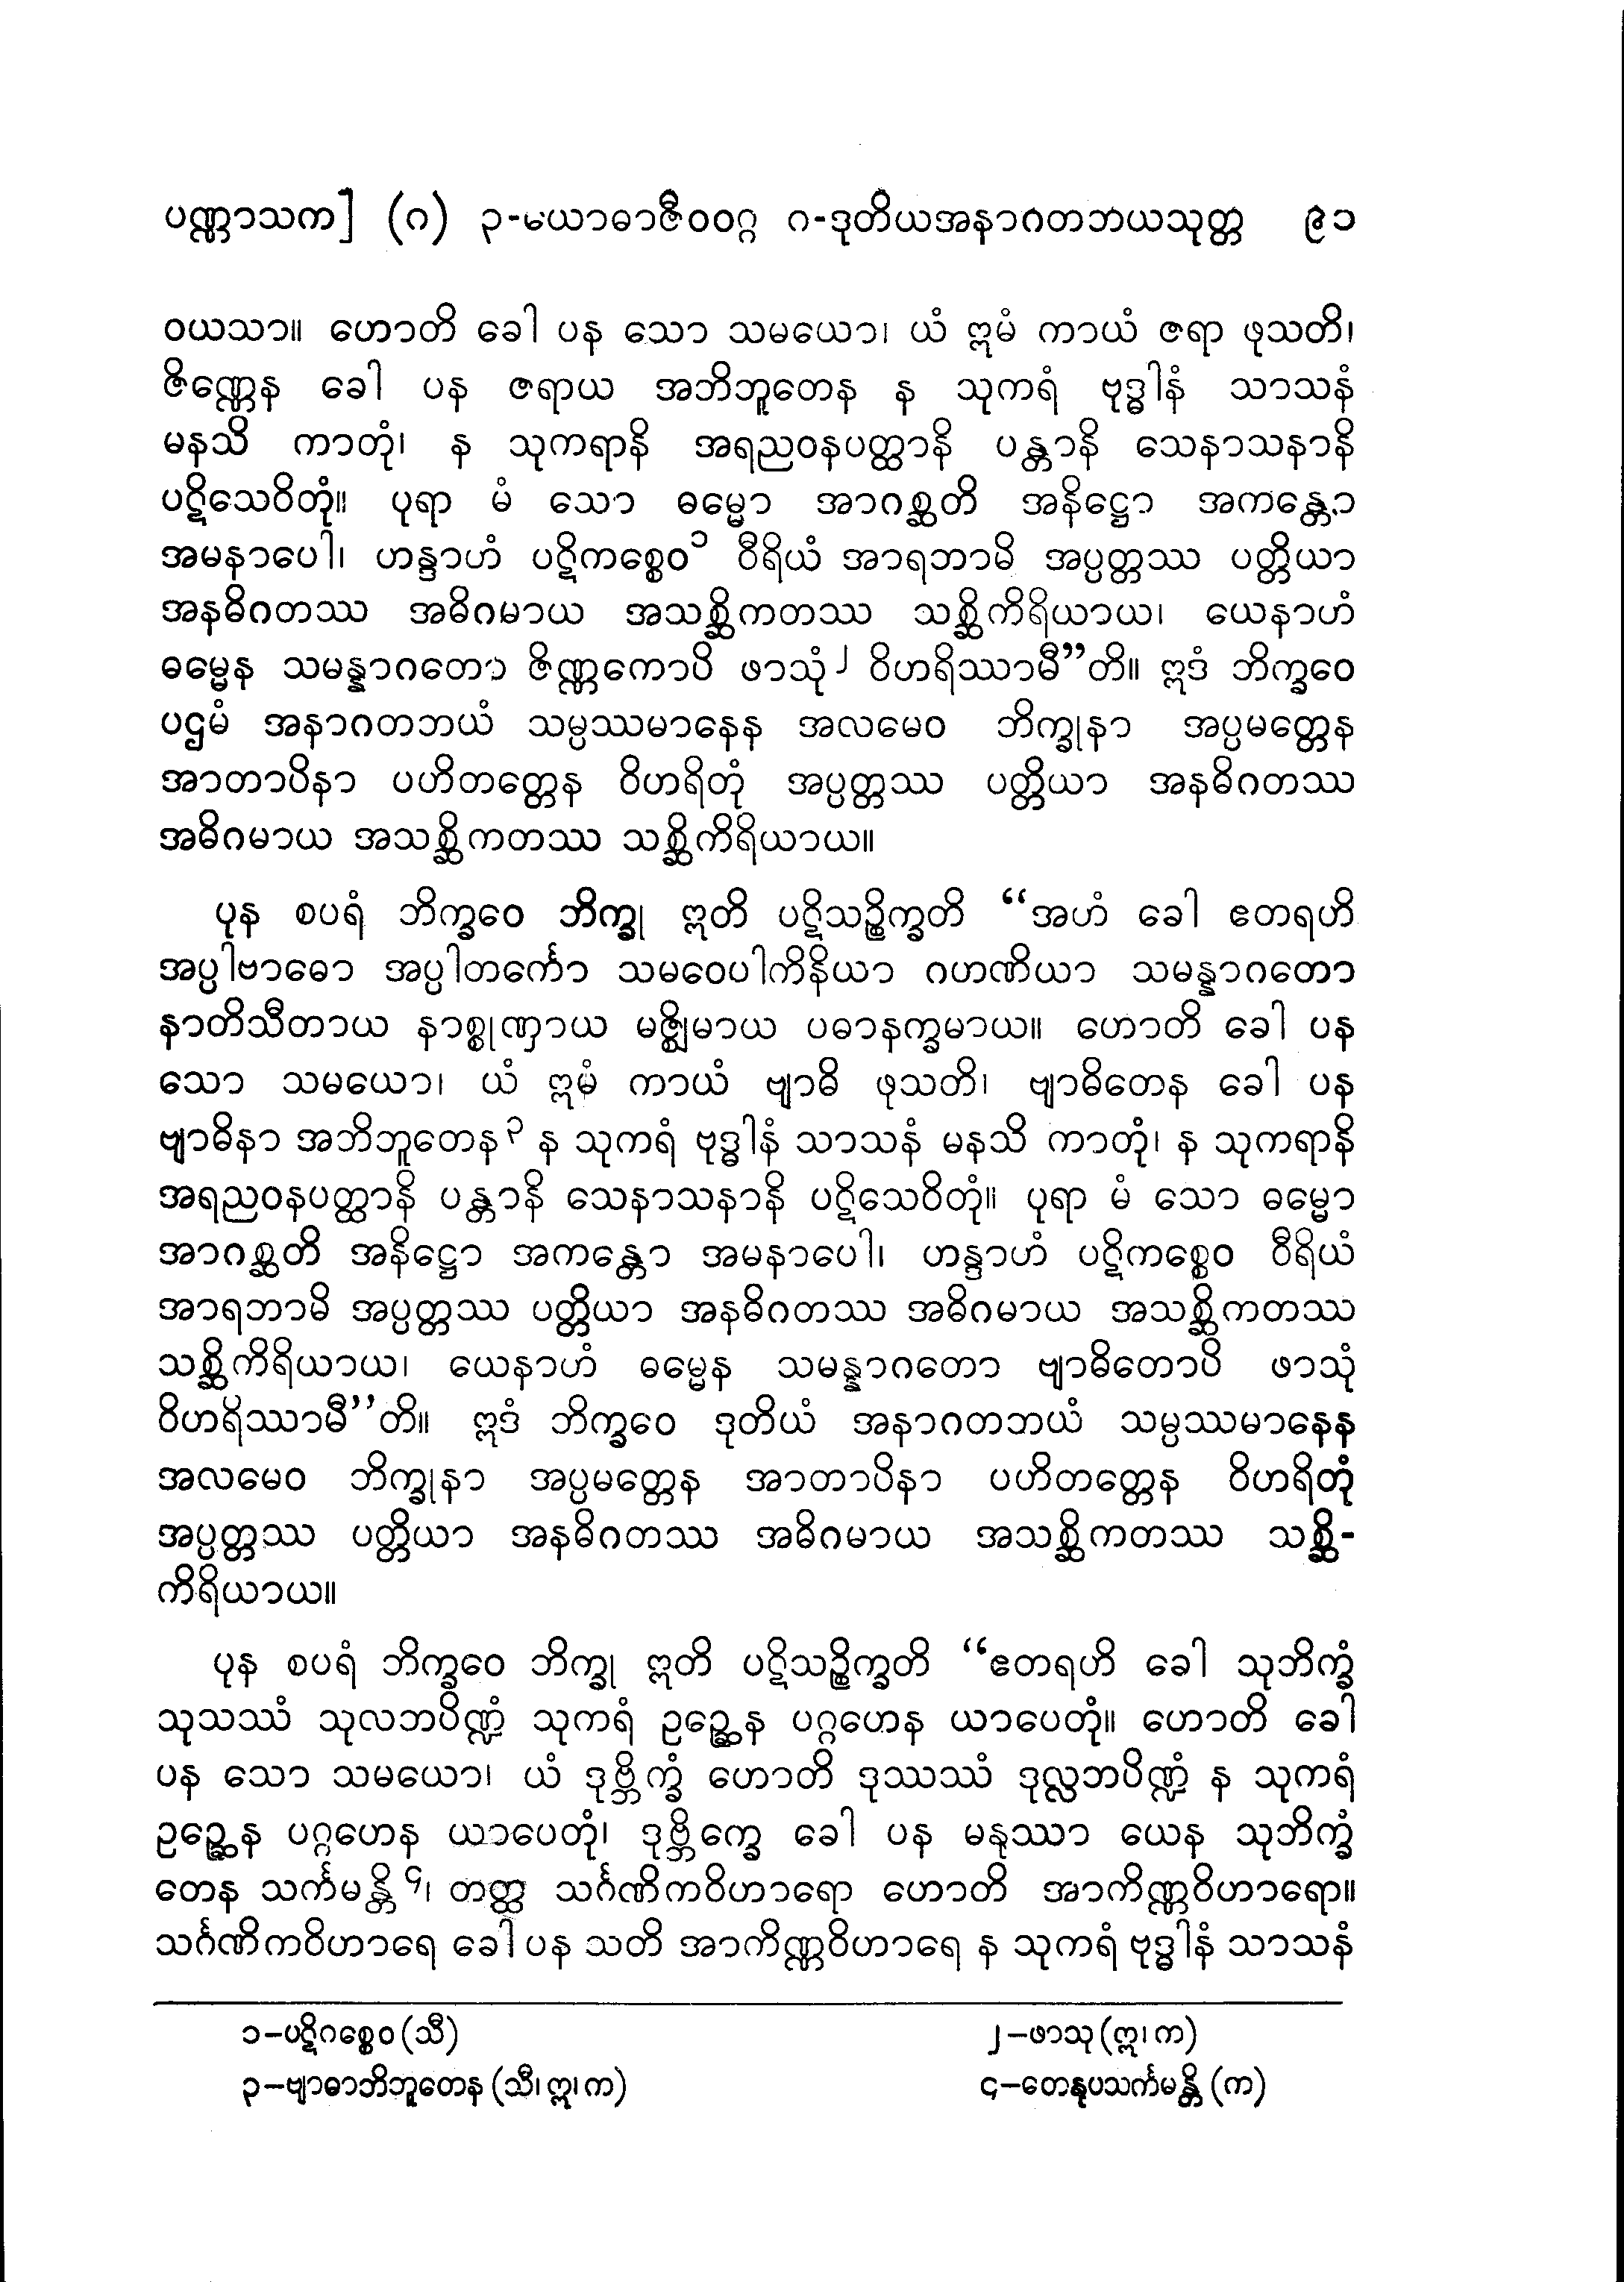 ပဏ္ဏာသက] (ဂ) ၃-ယောဓာဇီဝဝဂ္ဂ ဂ-ဒုတိယအနာဂတဘယသုတ္တ ၉၁
ဝယသာ။ ဟောတိ ခေါ ပန သော သမယော၊ ယံ ဣမံ ကာယံ ဇရာ ဖုသတိ၊
ဇိဏ္ဏေန ခေါ ပန ဇရာယ အဘိဘူတေန န သုကရံ ဗုဒ္ဓါနံ သာသနံ
မနသိ ကာတုံ၊ န သုကရာနိ အရညဝနပတ္ထာနိ ပန္တာနိ သေနာသနာနိ
ပဋိသေဝိတုံ။ ပုရာ မံ သော ဓမ္မော အာဂစ္ဆတိ အနိဋ္ဌော အကန္တော
အမနာပေါ၊ ဟန္ဒာဟံ ပဋိကစ္စေဝ၁ ဝီရိယံ အာရဘာမိ အပ္ပတ္တဿ ပတ္တိယာ
အနဓိဂတဿ အဓိဂမာယ အသစ္ဆိကတဿ သစ္ဆိကိရိယာယ၊ ယေနာဟံ
ဓမ္မေန သမန္နာဂတော ဇိဏ္ဏကောပိ ဖာသုံ၂ ဝိဟရိဿာမီ”တိ။ ဣဒံ ဘိက္ခဝေ
ပဌမံ အနာဂတဘယံ သမ္ပဿမာနေန အလမေဝ ဘိက္ခုနာ အပ္ပမတ္တေန
အာတာပိနာ ပဟိတတ္တေန ဝိဟရိတုံ အပ္ပတ္တဿ ပတ္တိယာ အနဓိဂတဿ
အဓိဂမာယ အသစ္ဆိကတဿ သစ္ဆိကိရိယာယ။
ပုန စပရံ ဘိက္ခဝေ ဘိက္ခု ဣတိ ပဋိသဉ္စိက္ခတိ “အဟံ ခေါ ဧတရဟိ
အပ္ပါဗာဓော အပ္ပါတင်္ကော သမဝေပါကိနိယာ ဂဟဏိယာ သမန္နာဂတော
နာတိသီတာယ နာစ္စုဏှာယ မဇ္ဈိမာယ ပဓာနက္ခမာယ။ ဟောတိ ခေါ ပန
သော သမယော၊ ယံ ဣမံ ကာယံ ဗျာဓိ ဖုသတိ၊ ဗျာဓိတေန ခေါ ပန
ဗျာဓိနာ အဘိဘူတေန၃ န သုကရံ ဗုဒ္ဓါနံ သာသနံ မနသိ ကာတုံ၊ န သုကရာနိ
အရညဝနပတ္ထာနိ ပန္တာနိ သေနာသနာနိ ပဋိသေဝိတုံ။ ပုရာ မံ သော ဓမ္မော
အာဂစ္ဆတိ အနိဋ္ဌော အကန္တော အမနာပေါ၊ ဟန္ဒာဟံ ပဋိကစ္စေဝ ဝီရိယံ
အာရဘာမိ အပ္ပတ္တဿ ပတ္တိယာ အနဓိဂတဿ အဓိဂမာယ အသစ္ဆိကတဿ
သစ္ဆိကိရိယာယ၊ ယေနာဟံ ဓမ္မေန သမန္နာဂတော ဗျာဓိတောပိ ဖာသုံ
ဝိဟရိဿာမီ”တိ။ ဣဒံ ဘိက္ခဝေ ဒုတိယံ အနာဂတဘယံ သမ္ပဿမာနေန
အလမေဝ ဘိက္ခုနာ အပ္ပမတ္တေန အာတာပိနာ ပဟိတတ္တေန ဝိဟရိတုံ
အပ္ပတ္တဿ ပတ္တိယာ အနဓိဂတဿ အဓိဂမာယ အသစ္ဆိကတဿ သစ္ဆိ-
ကိရိယာယ။
ပုန စပရံ ဘိက္ခဝေ ဘိက္ခု ဣတိ ပဋိသဉ္စိက္ခတိ “ဧတရဟိ ခေါ သုဘိက္ခံ
သုသဿံ သုလဘပိဏ္ဍံ သုကရံ ဥဉ္ဆေန ပဂ္ဂဟေန ယာပေတုံ။ ဟောတိ ခေါ
ပန သော သမယော၊ ယံ ဒုဗ္ဘိက္ခံ ဟောတိ ဒုဿဿံ ဒုလ္လဘပိဏ္ဍံ န သုကရံ
ဥဉ္ဆေန ပဂ္ဂဟေန ယာပေတုံ၊ ဒုဗ္ဘိက္ခေ ခေါ ပန မနုဿာ ယေန သုဘိက္ခံ
တေန သင်္ကမန္တိ၄၊ တတ္ထ သင်္ဂဏိကဝိဟာရော ဟောတိ အာကိဏ္ဏဝိဟာရော။
သင်္ဂဏိကဝိဟာရေ ခေါ ပန သတိ အာကိဏ္ဏဝိဟာရေ န သုကရံ ဗုဒ္ဓါနံ သာသနံ
၁–ပဋိဂစ္စေဝ (သီ) ၂–ဖာသု (ဣ၊ က)
၃–ဗျာဓာဘိဘူတေန (သီ၊ ဣ၊ က) ၄–တေနုပသင်္ကမန္တိ (က)